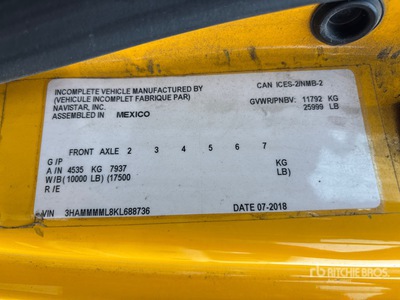 INCOMPLETE VEHICLE MANUFACTURED BY
(VEHICULE INCOMPLET FABRIQUE PAR)
NAVISTAR, INC.
ASSEMBLED IN MEXICO
CAN ICES-2/NMB-2
GVWR/PNBV: 11792 KG
25999 LB
FRONT AXLE 2 3 4 5 6 7
G/P
A/N 4535 KG 7937 KG
W/B (10000 LB) (17500 LB)
R/E
VIN 3HAMMMML8KL688736 DATE 07-2018
rb RITCHIE BROS.